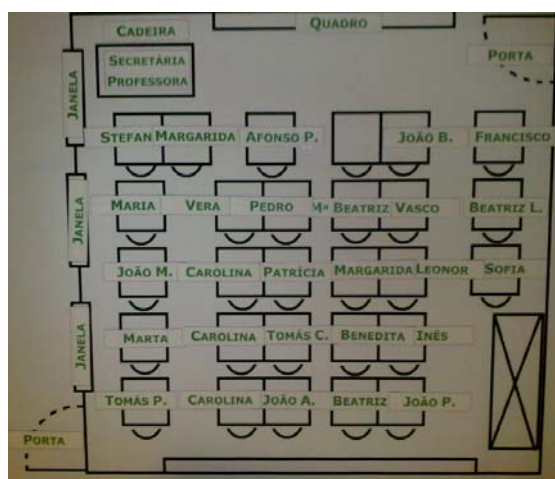 QUADRO
CADEIRA
PORTA
SECRETÁRIA
PROFESSORA
JANELA
STEFAN MARGARIDA AFONSO P. JOÃO B. FRANCISCO
JANELA
MARIA VERA PEDRO Mª BEATRIZ VASCO BEATRIZ L.
JOÃO M. CAROLINA PATRÍCIA MARGARIDA LEONOR SOFIA
JANELA
MARTA CAROLINA TOMÁS C. BENEDITA INÊS
TOMÁS P. CAROLINA JOÃO A. BEATRIZ JOÃO P.
PORTA